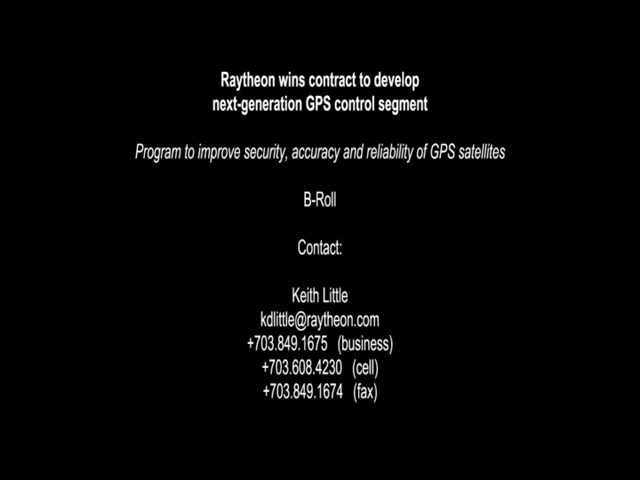 Raytheon wins contract to develop
next-generation GPS control segment
Program to improve security, accuracy and reliability of GPS satellites
B-Roll
Contact:
Keith Little
kdlittle@raytheon.com
+703.849.1675 (business)
+703.608.4230 (cell)
+703.849.1674 (fax)